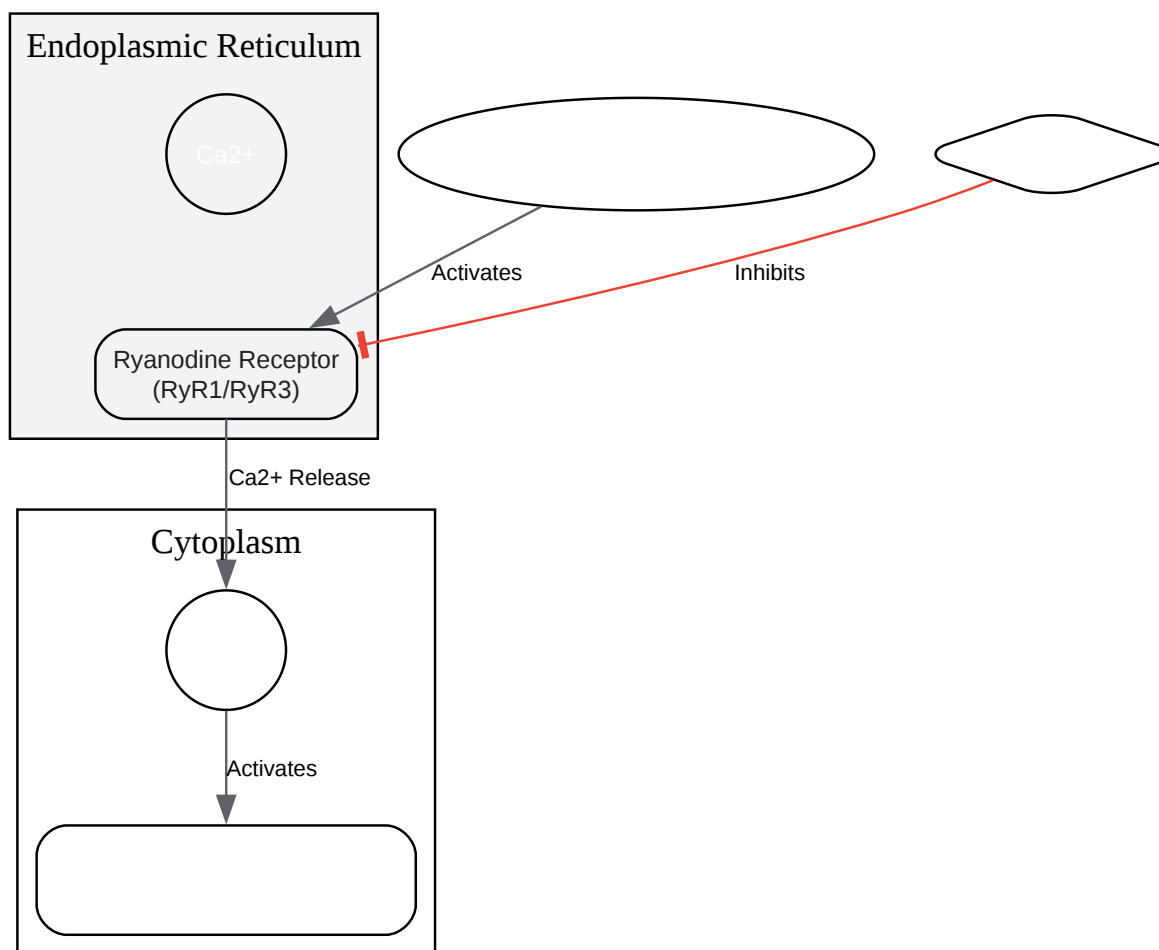 Endoplasmic Reticulum
Ca2+
Activates
Inhibits
Ryanodine Receptor
(RyR1/RyR3)
Ca2+ Release
Cytoplasm
Activates